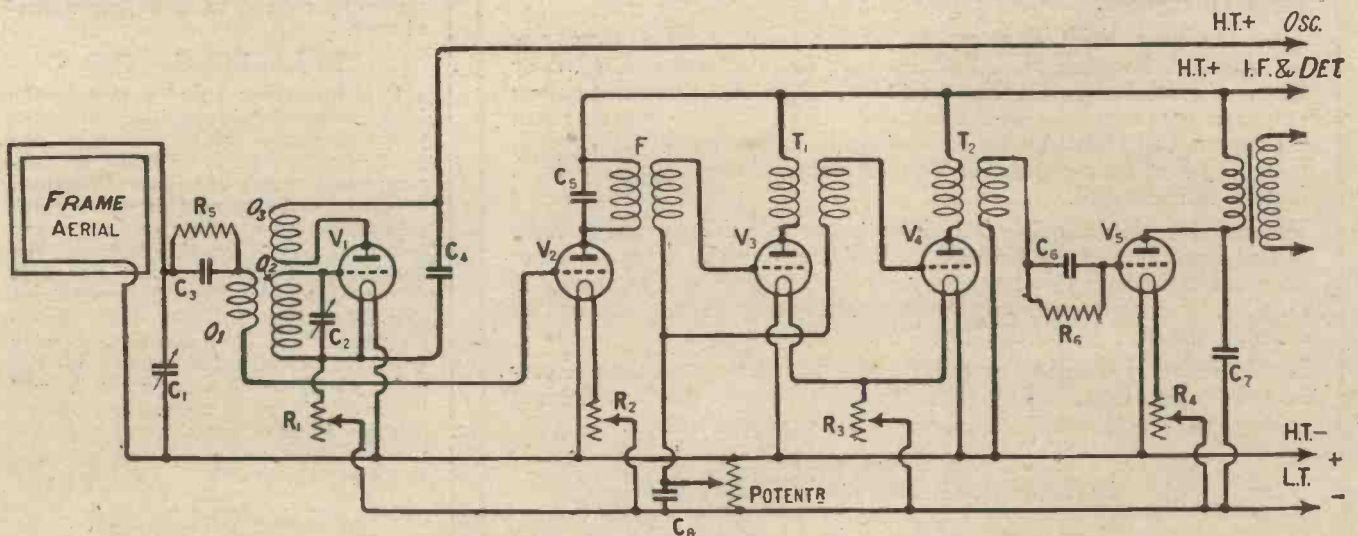 H.T.+ Osc.
H.T.+ I.F. & DET.
FRAME
AERIAL
R5
C3
O1
C1
O3
O2
V1
C2
C4
R1
C5
F
V2
R2
T1
V3
R3
T2
V4
C6
R6
V5
R4
C7
H.T.-
+
L.T.
-
POTENTR
C8